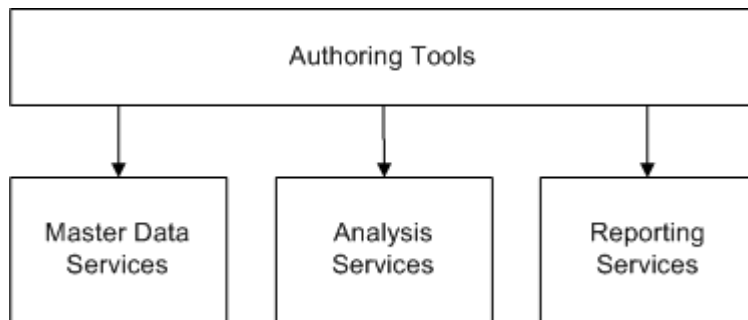 Authoring Tools
Master Data
Services
Analysis
Services
Reporting
Services